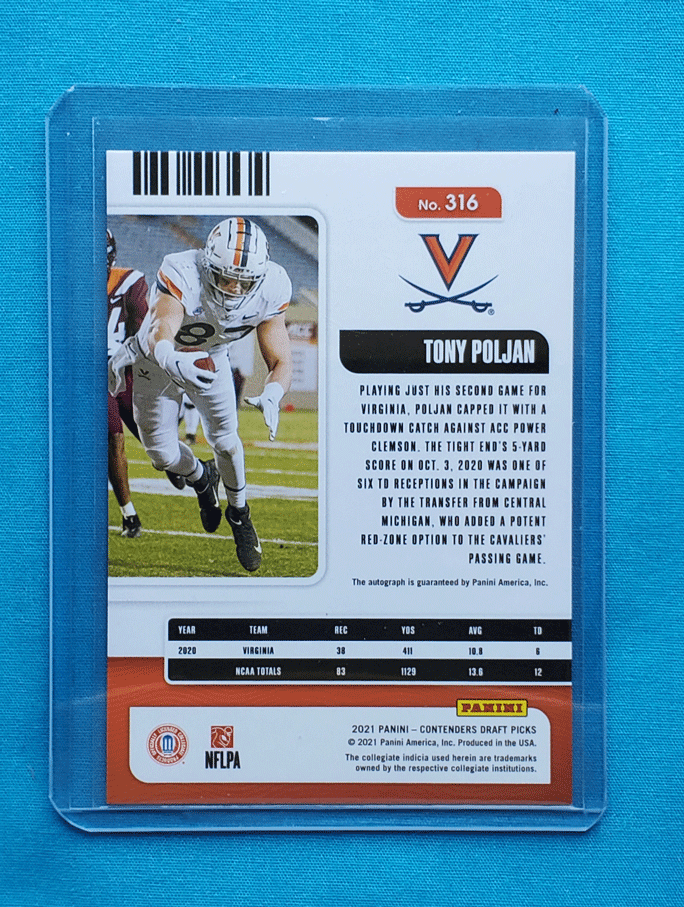 No. 316
V
®
TONY POLJAN
PLAYING JUST HIS SECOND GAME FOR
VIRGINIA, POLJAN CAPPED IT WITH A
TOUCHDOWN CATCH AGAINST ACC POWER
CLEMSON. THE TIGHT END'S 5-YARD
SCORE ON OCT. 3, 2020 WAS ONE OF
SIX TD RECEPTIONS IN THE CAMPAIGN
BY THE TRANSFER FROM CENTRAL
MICHIGAN, WHO ADDED A POTENT
RED-ZONE OPTION TO THE CAVALIERS'
PASSING GAME.
The autograph is guaranteed by Panini America, Inc.
YEAR TEAM REC YDS AVG TD
2020 VIRGINIA 38 411 10.8 6
NCAA TOTALS 83 1129 13.6 12
PANINI
2021 PANINI – CONTENDERS DRAFT PICKS
© 2021 Panini America, Inc. Produced in the USA.
The collegiate indicia used herein are trademarks
owned by the respective collegiate institutions.
NFLPA